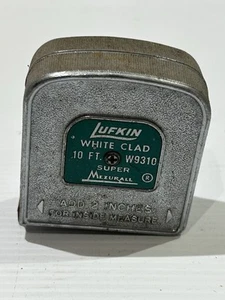 LUFKIN
WHITE CLAD
10 FT. W9310
SUPER
MEZURALL ®
ADD 2 INCHES
FOR INSIDE MEASURE